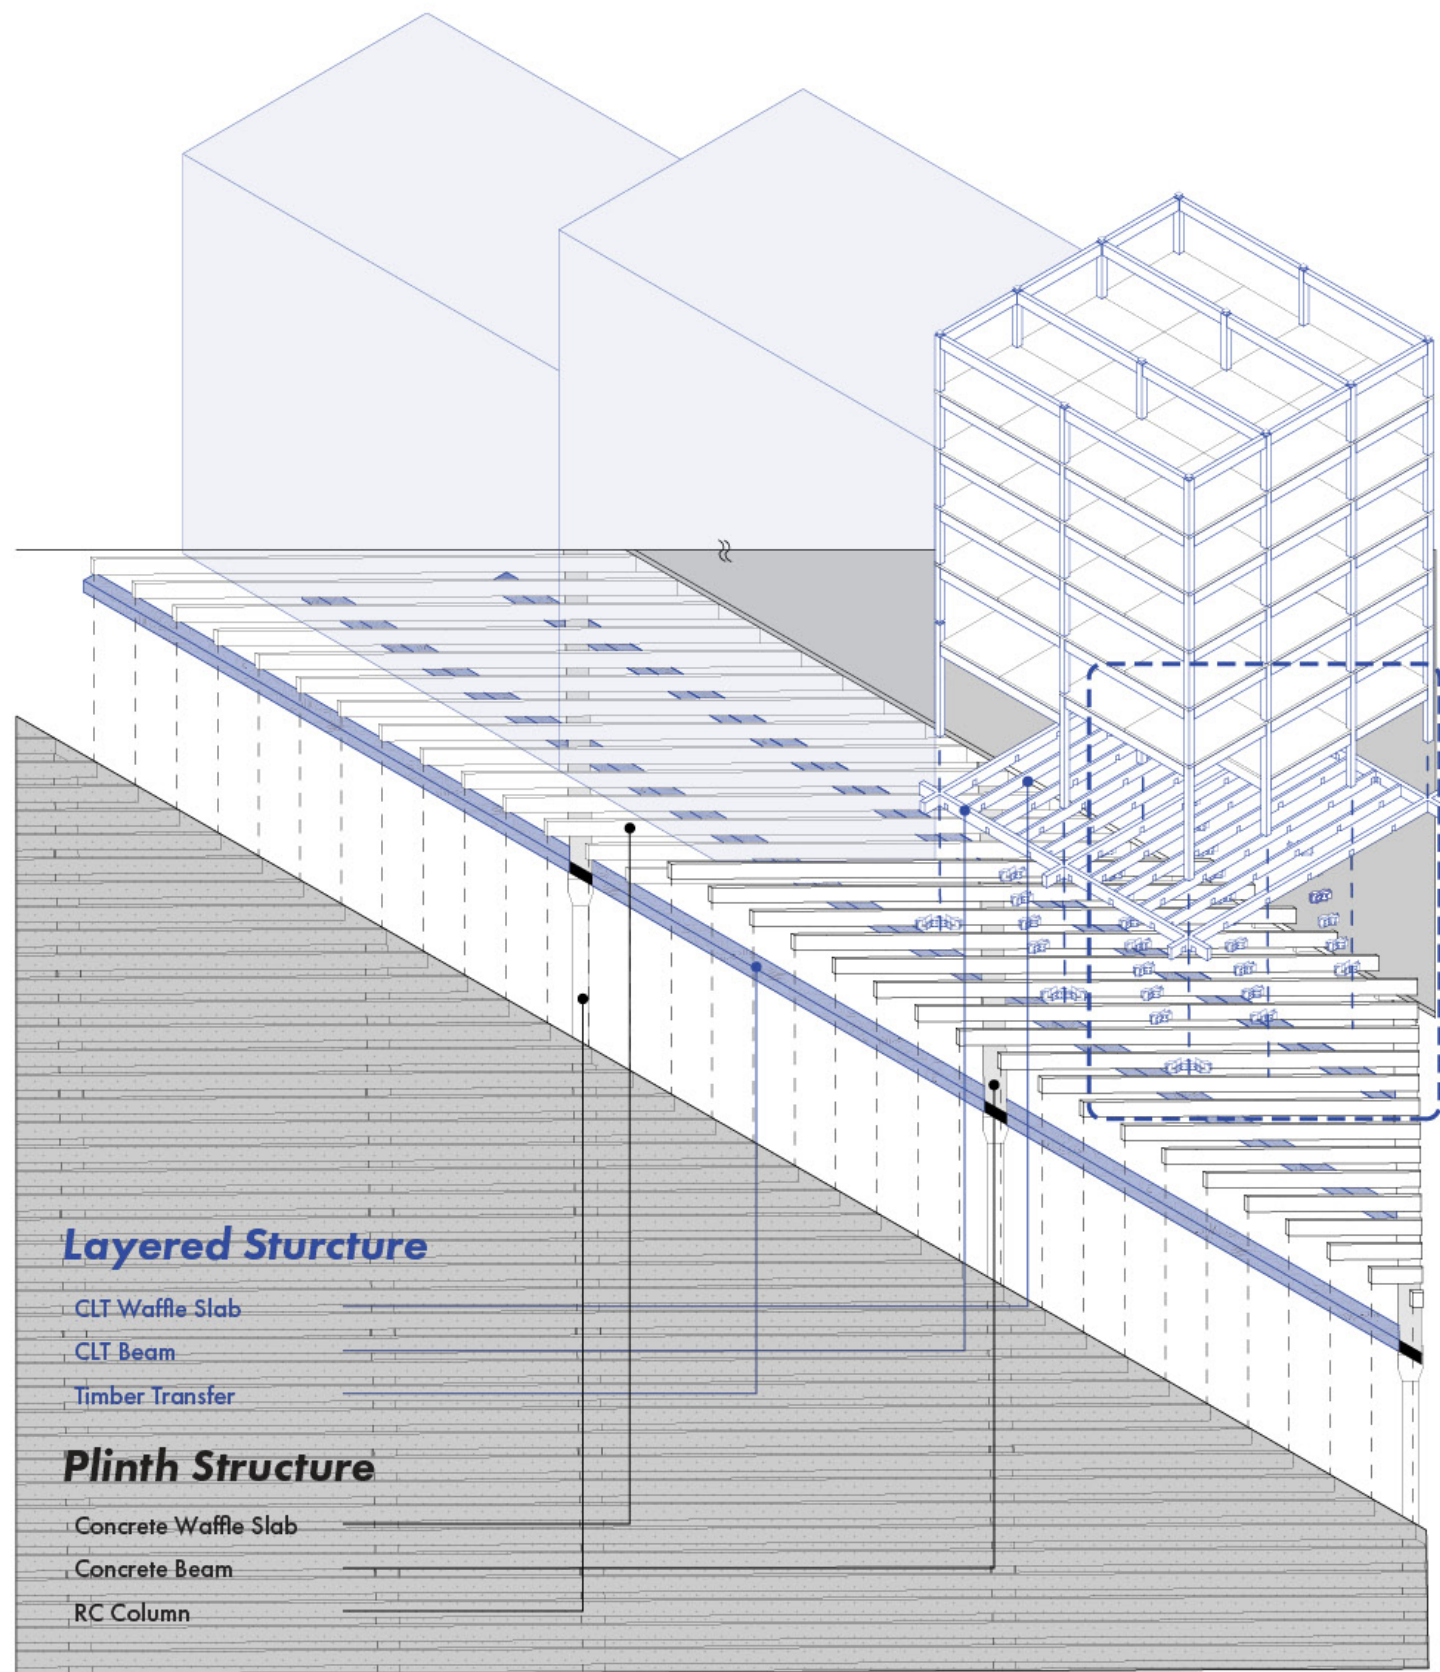 Layered Sturcture
CLT Waffle Slab
CLT Beam
Timber Transfer
Plinth Structure
Concrete Waffle Slab
Concrete Beam
RC Column